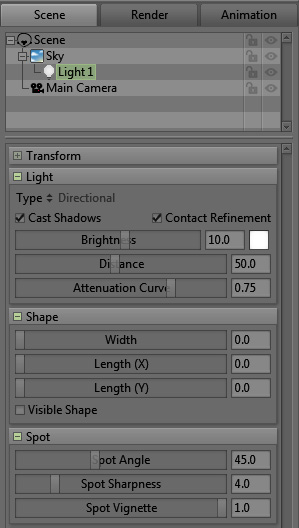 Scene Render Animation
Scene
Sky
Light 1
Main Camera
Transform
Light
Type Directional
Cast Shadows Contact Refinement
Brightness 10.0
Distance 50.0
Attenuation Curve 0.75
Shape
Width 0.0
Length (X) 0.0
Length (Y) 0.0
Visible Shape
Spot
Spot Angle 45.0
Spot Sharpness 4.0
Spot Vignette 1.0